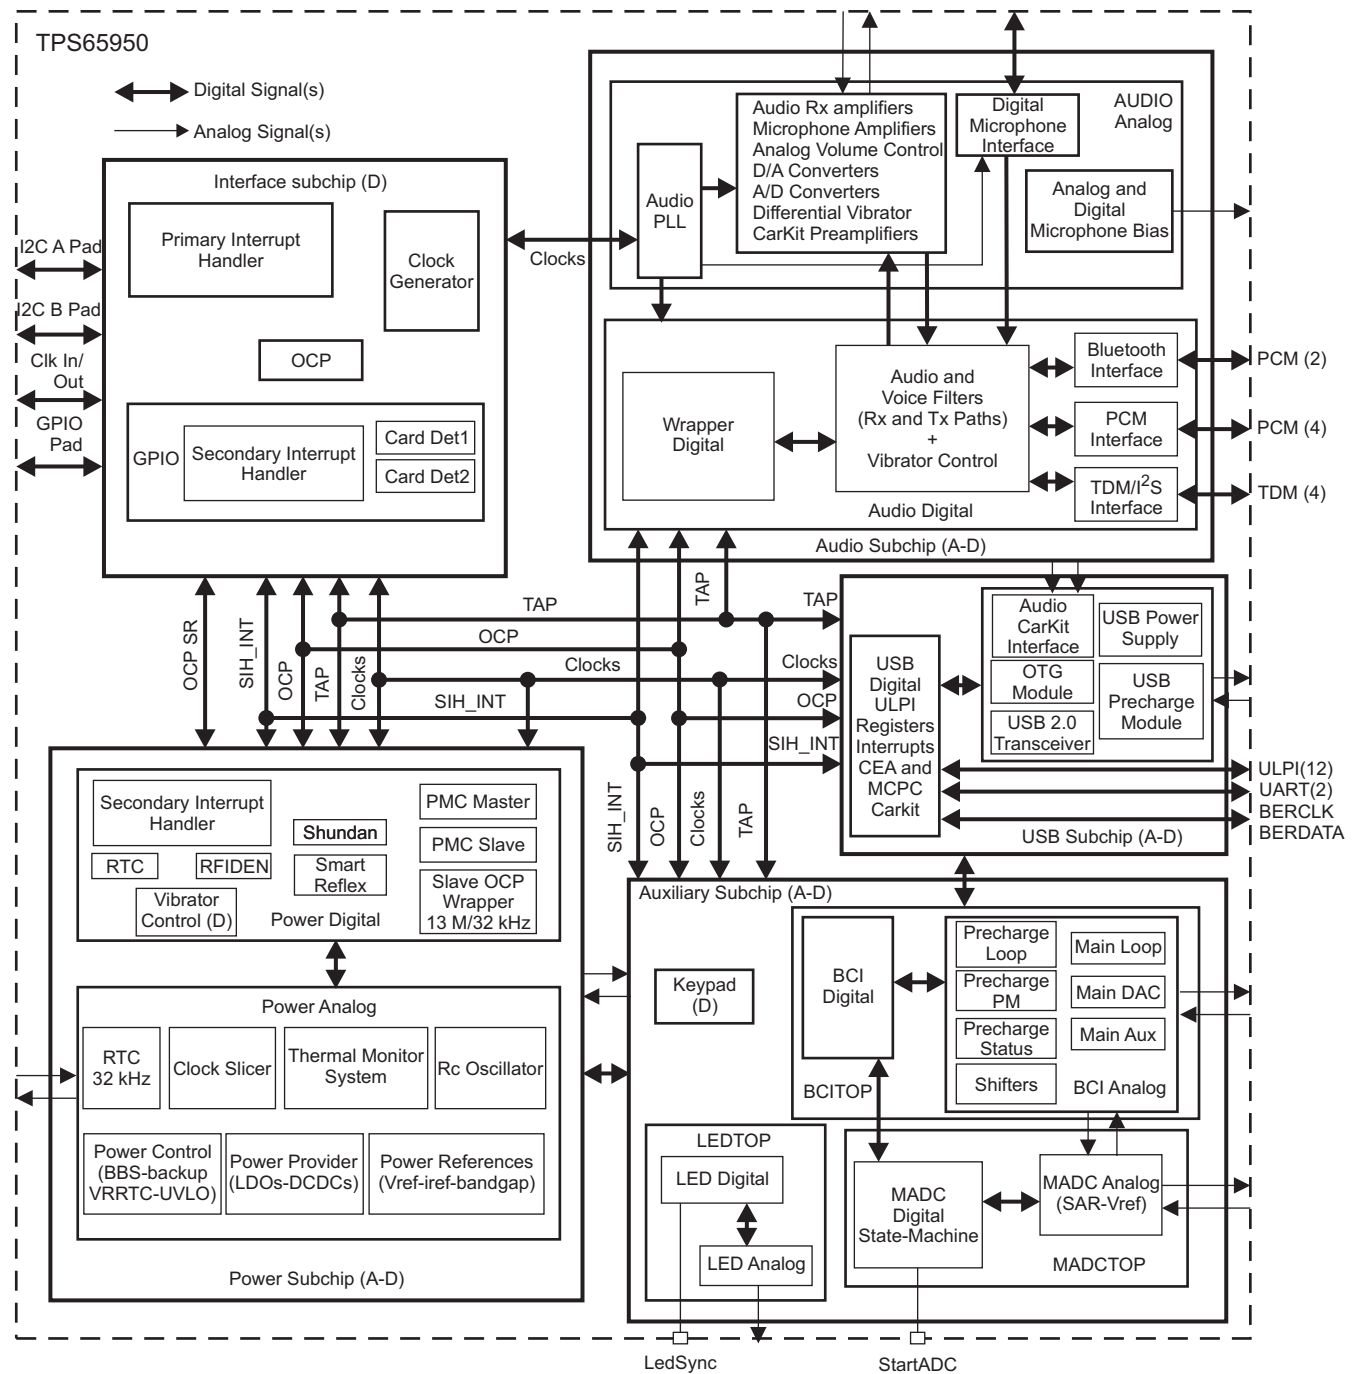 TPS65950
Digital Signal(s)
Analog Signal(s)
Interface subchip (D)
Primary Interrupt
Handler
Clock
Generator
OCP
GPIO
Secondary Interrupt
Handler
Card Det1
Card Det2
I2C A Pad
I2C B Pad
Clk In/
Out
GPIO
Pad
Clocks
AUDIO
Analog
Audio
PLL
Audio Rx amplifiers
Microphone Amplifiers
Analog Volume Control
D/A Converters
A/D Converters
Differential Vibrator
CarKit Preamplifiers
Digital
Microphone
Interface
Analog and
Digital
Microphone Bias
Wrapper
Digital
Audio and
Voice Filters
(Rx and Tx Paths)
+
Vibrator Control
Bluetooth
Interface
PCM
Interface
TDM/I2S
Interface
Audio Digital
Audio Subchip (A-D)
PCM (2)
PCM (4)
TDM (4)
OCP SR
SIH_INT
OCP
TAP
Clocks
TAP
OCP
Clocks
SIH_INT
TAP
TAP
Clocks
OCP
SIH_INT
SIH_INT
OCP
Clocks
TAP
USB
Digital
ULPI
Registers
Interrupts
CEA and
MCPC
Carkit
Audio
CarKit
Interface
OTG
Module
USB 2.0
Transceiver
USB Power
Supply
USB
Precharge
Module
USB Subchip (A-D)
ULPI(12)
UART(2)
BERCLK
BERDATA
Secondary Interrupt
Handler
RTC
RFIDEN
Vibrator
Control (D)
Shundan
Smart
Reflex
PMC Master
PMC Slave
Slave OCP
Wrapper
13 M/32 kHz
Power Digital
Power Analog
RTC
32 kHz
Clock Slicer
Thermal Monitor
System
Rc Oscillator
Power Control
(BBS-backup
VRRTC-UVLO)
Power Provider
(LDOs-DCDCs)
Power References
(Vref-iref-bandgap)
Power Subchip (A-D)
Auxiliary Subchip (A-D)
Keypad
(D)
BCI
Digital
BCITOP
Precharge
Loop
Precharge
PM
Precharge
Status
Shifters
Main Loop
Main DAC
Main Aux
BCI Analog
LEDTOP
LED Digital
LED Analog
MADC
Digital
State-Machine
MADC Analog
(SAR-Vref)
MADCTOP
LedSync
StartADC